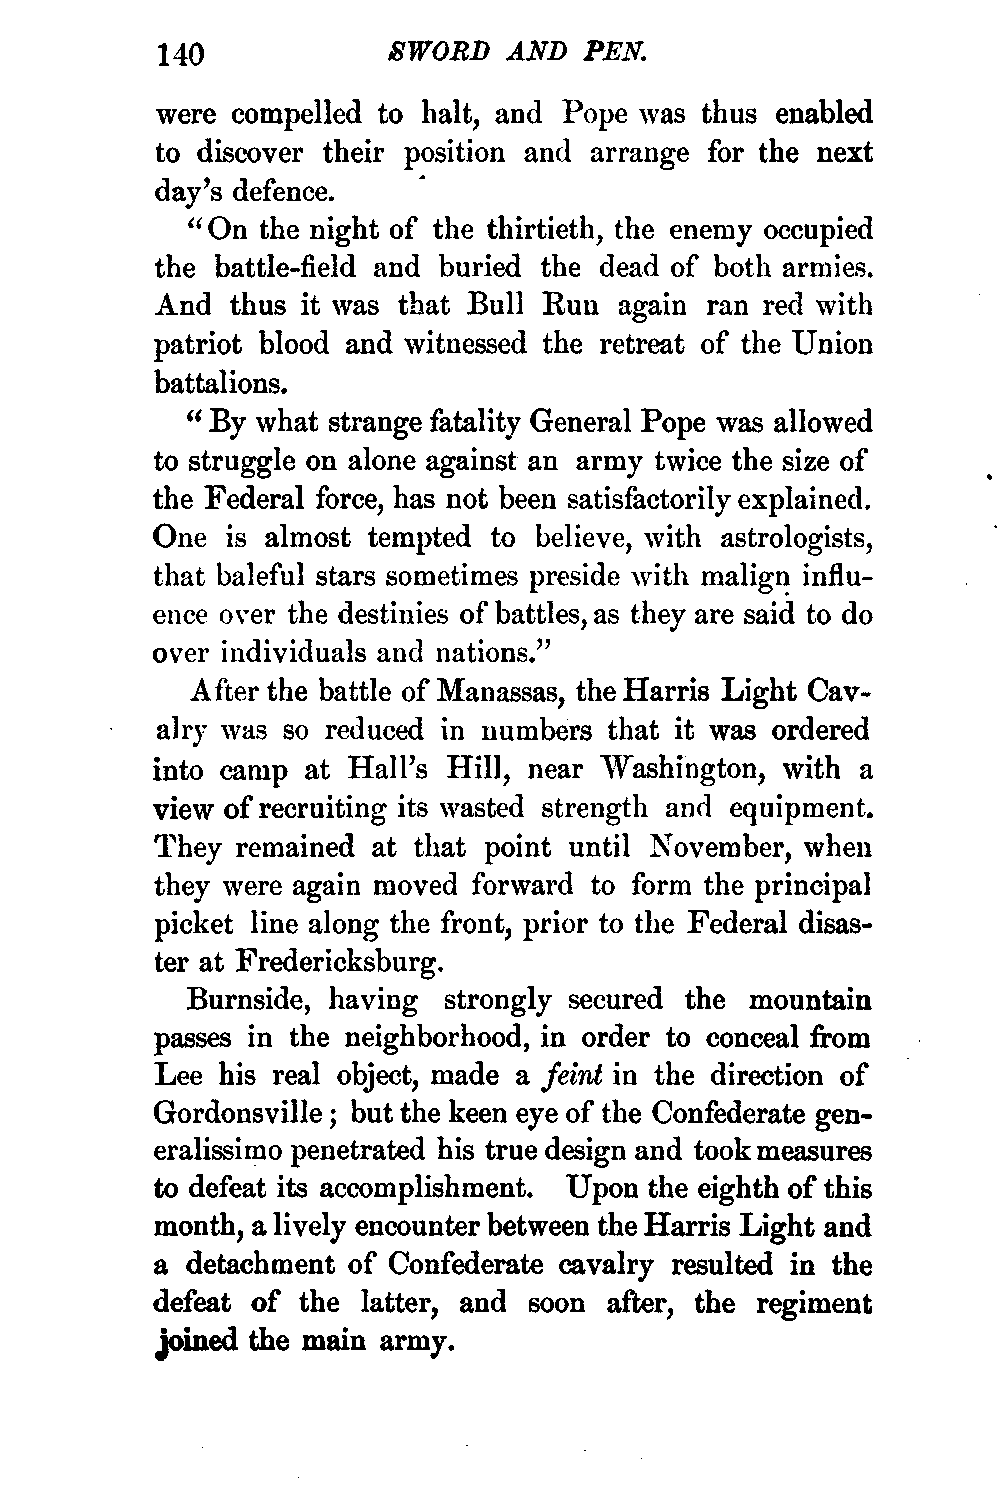 140 SWORD AND PEN.
were compelled to halt, and Pope was thus enabled
to discover their position and arrange for the next
day's defence.
"On the night of the thirtieth, the enemy occupied
the battle-field and buried the dead of both armies.
And thus it was that Bull Run again ran red with
patriot blood and witnessed the retreat of the Union
battalions.
"By what strange fatality General Pope was allowed
to struggle on alone against an army twice the size of
the Federal force, has not been satisfactorily explained.
One is almost tempted to believe, with astrologists,
that baleful stars sometimes preside with malign influ-
ence over the destinies of battles, as they are said to do
over individuals and nations."
After the battle of Manassas, the Harris Light Cav-
alry was so reduced in numbers that it was ordered
into camp at Hall's Hill, near Washington, with a
view of recruiting its wasted strength and equipment.
They remained at that point until November, when
they were again moved forward to form the principal
picket line along the front, prior to the Federal disas-
ter at Fredericksburg.
Burnside, having strongly secured the mountain
passes in the neighborhood, in order to conceal from
Lee his real object, made a feint in the direction of
Gordonsville; but the keen eye of the Confederate gen-
eralissimo penetrated his true design and took measures
to defeat its accomplishment. Upon the eighth of this
month, a lively encounter between the Harris Light and
a detachment of Confederate cavalry resulted in the
defeat of the latter, and soon after, the regiment
joined the main army.